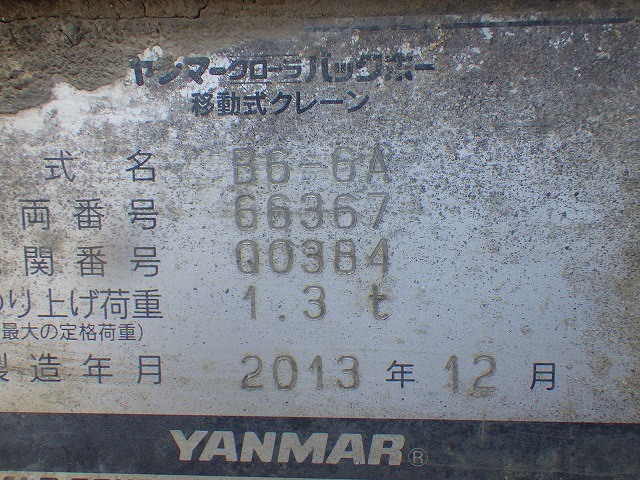 ヤンマークローラバックホー
移動式クレーン
式 名 B6-6A
両番号 66367
関番号 Q0384
り上げ荷重 1.3 t
最大の定格荷重)
製造年月 2013 年 12 月
YANMAR®